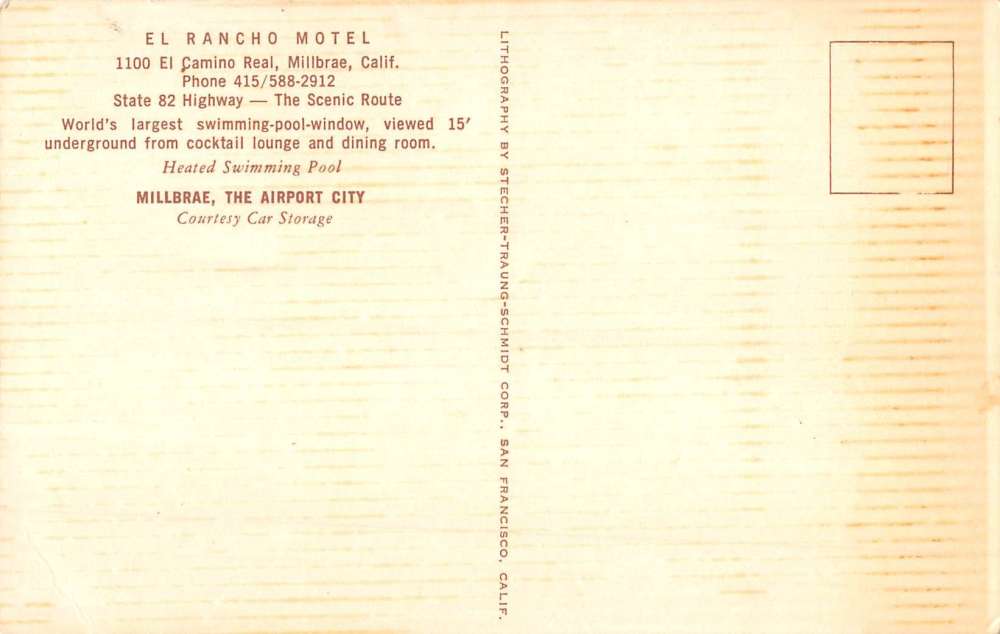 EL RANCHO MOTEL
1100 El Camino Real, Millbrae, Calif.
Phone 415/588-2912
State 82 Highway — The Scenic Route
World's largest swimming-pool-window, viewed 15′
underground from cocktail lounge and dining room.
Heated Swimming Pool
MILLBRAE, THE AIRPORT CITY
Courtesy Car Storage
LITHOGRAPHY BY STECHER-TRAUNG-SCHMIDT CORP., SAN FRANCISCO, CALIF.